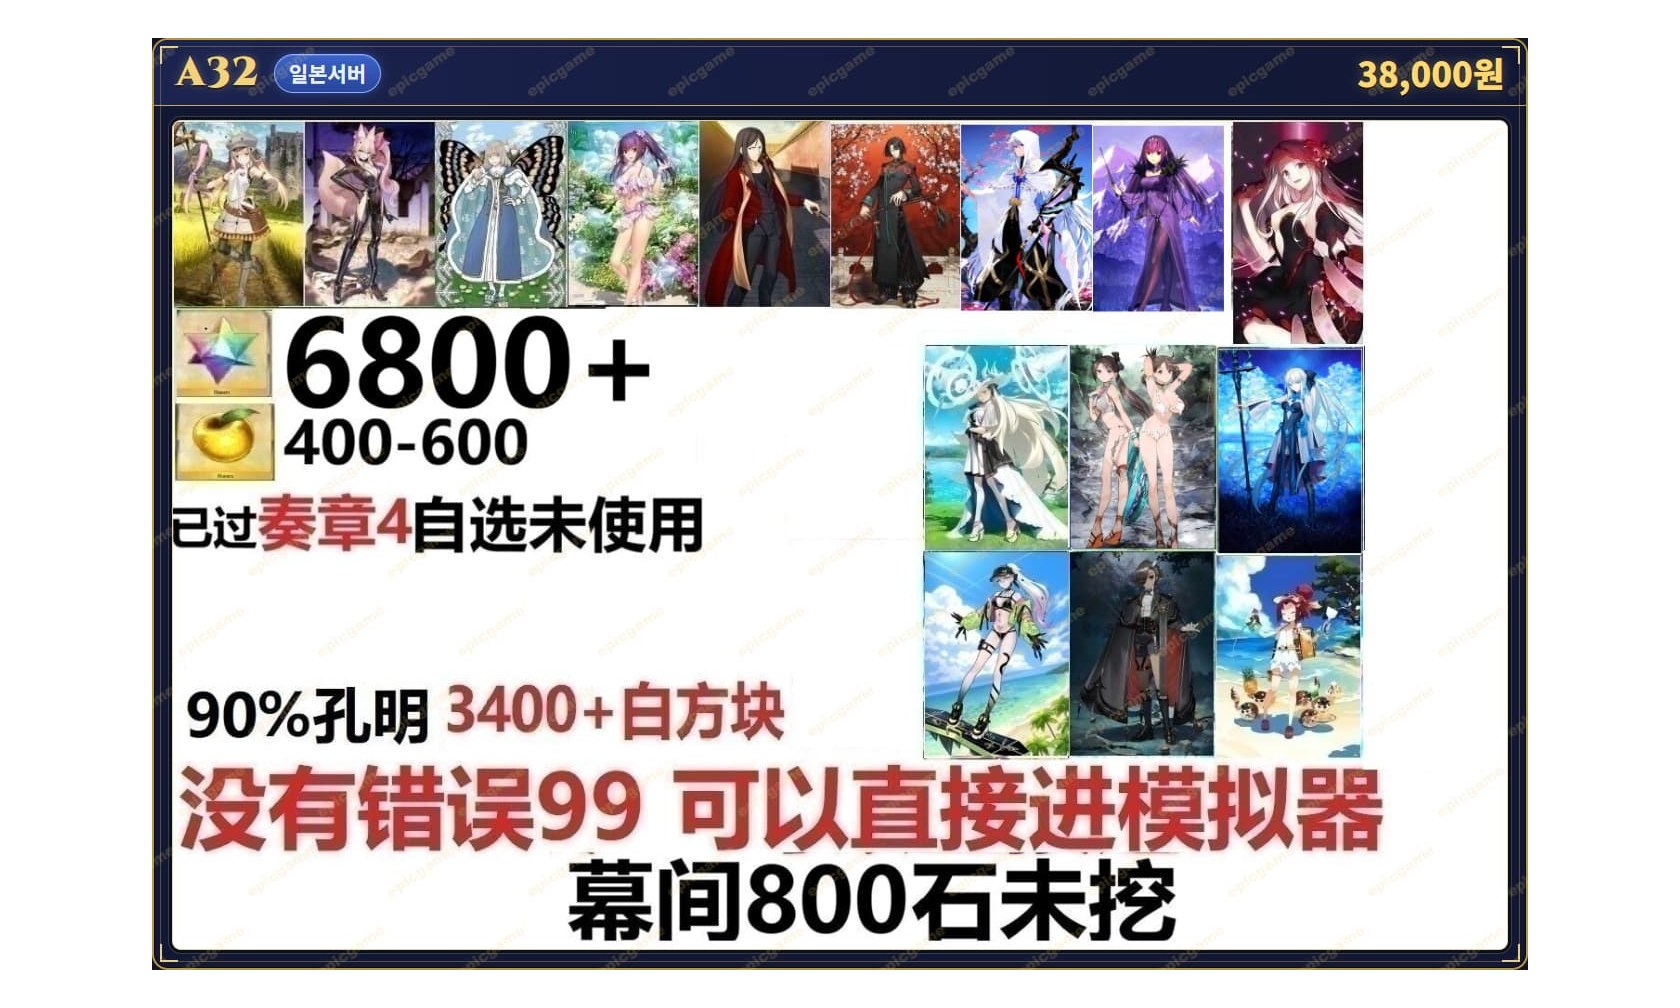 A32 일본서버 38,000원
6800+
400-600
已过奏章4自选未使用
90%孔明 3400+白方块
没有错误99 可以直接进模拟器
幕间800石未挖
epicgame